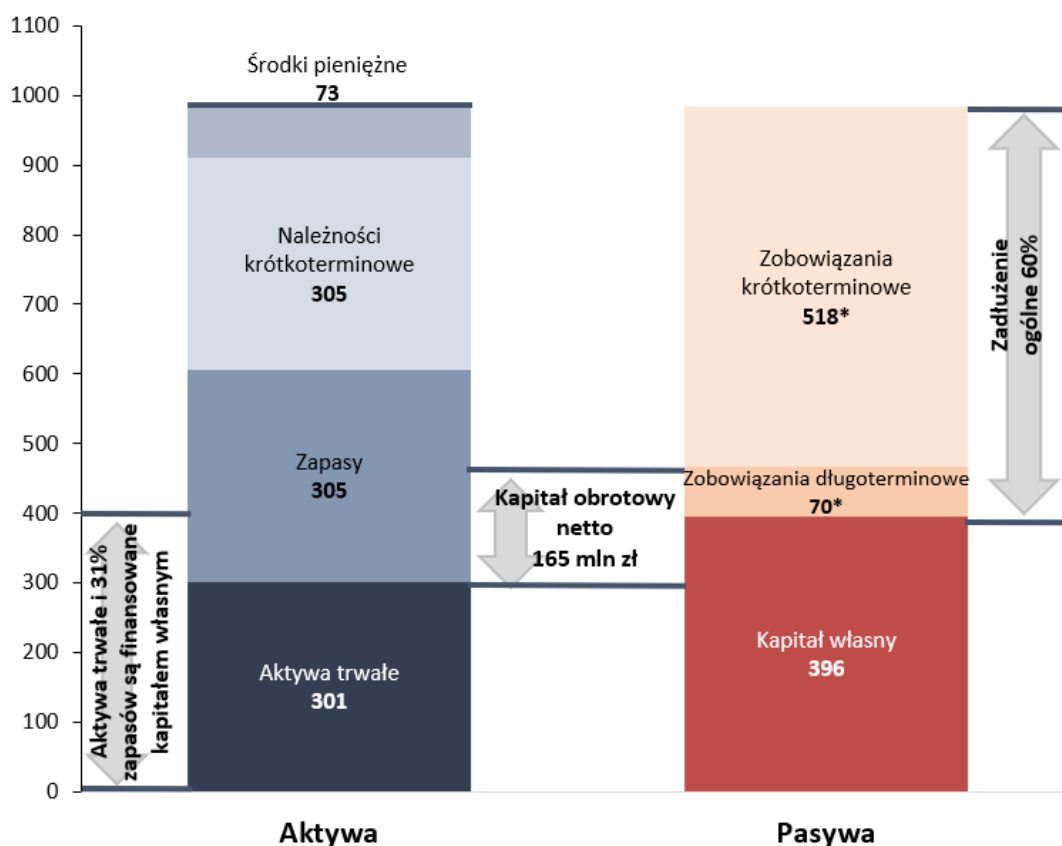 1100
1000
900
800
700
600
500
400
300
200
100
0
Środki pieniężne
73
Należności
krótkoterminowe
305
Zapasy
305
Aktywa trwałe
301
Aktywa trwałe i 31%
zapasów są finansowane
kapitałem własnym
Kapitał obrotowy
netto
165 mln zł
Zobowiązania
krótkoterminowe
518*
Zobowiązania długoterminowe
70*
Kapitał własny
396
Zadłużenie
ogólne 60%
Aktywa
Pasywa